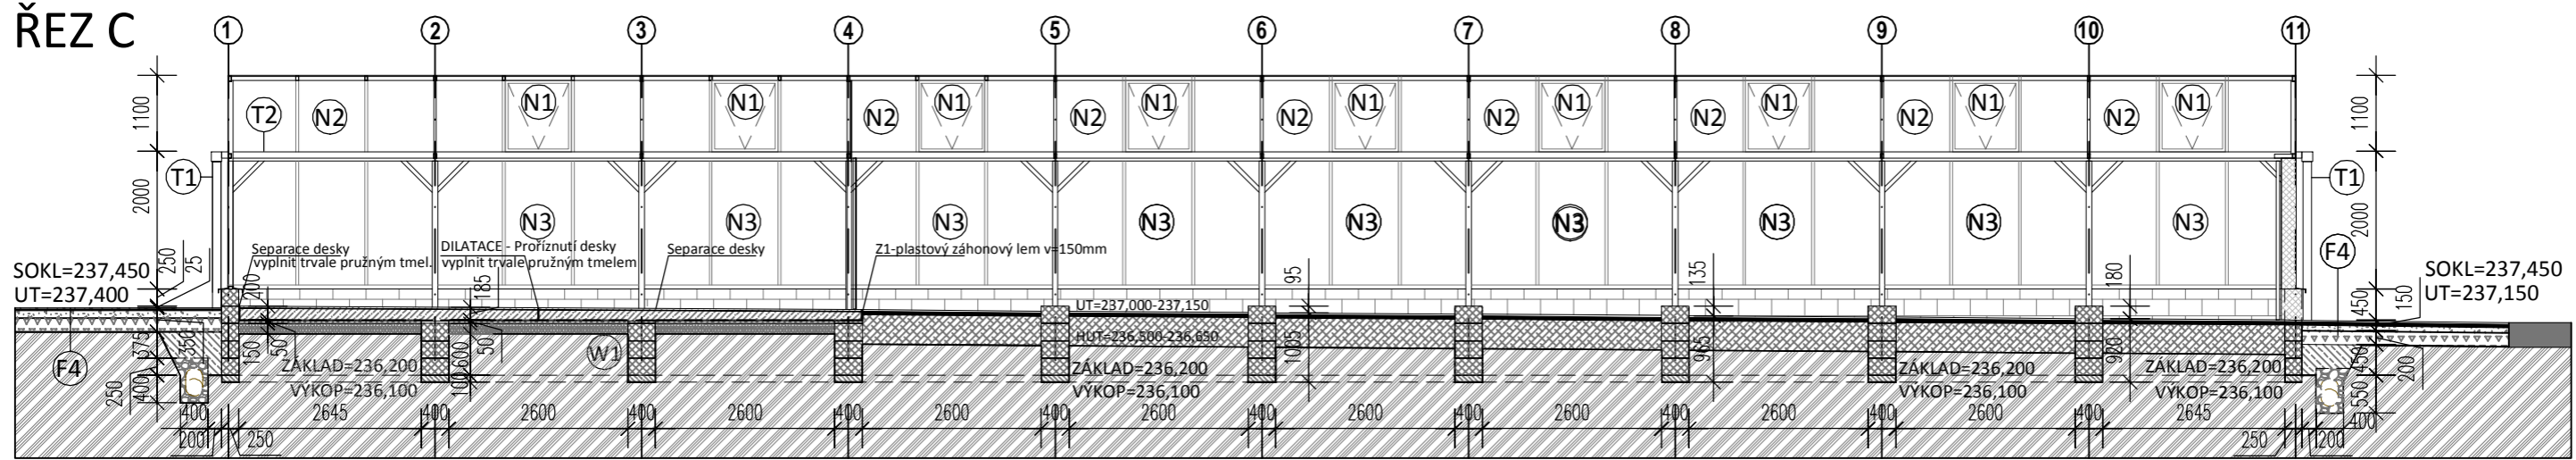 ŘEZ C
1 2 3 4 5 6 7 8 9 10 11
1100 T2 N2 N1 N1 N2 N1 N2 N1 N2 N1 N2 N1 N2 N1 N2 N1 N2 N1 1100
T1 T1
2000 N3 N3 N3 N3 N3 N3 N3 N3 N3 2000
Separace desky
vyplnit trvale pružným tmel.
DILATACE - Proříznutí desky
vyplnit trvale pružným tmelem
Separace desky
Z1-plastový záhonový lem v=150mm
F4
SOKL=237,450
UT=237,400
250 25 200 185 95 135 180 450 150
SOKL=237,450
UT=237,150
UT=237,000-237,150
HUT=236,500-236,650
F4 375 350 150 50 50 600 W1 1005 965 920 450 200
ZÁKLAD=236,200 ZÁKLAD=236,200 ZÁKLAD=236,200 ZÁKLAD=236,200
VÝKOP=236,100 VÝKOP=236,100 VÝKOP=236,100 VÝKOP=236,100
250 400 100 550
400 2645 400 2600 400 2600 400 2600 400 2600 400 2600 400 2600 400 2600 400 2600 400 2645 400
200 250 250 200